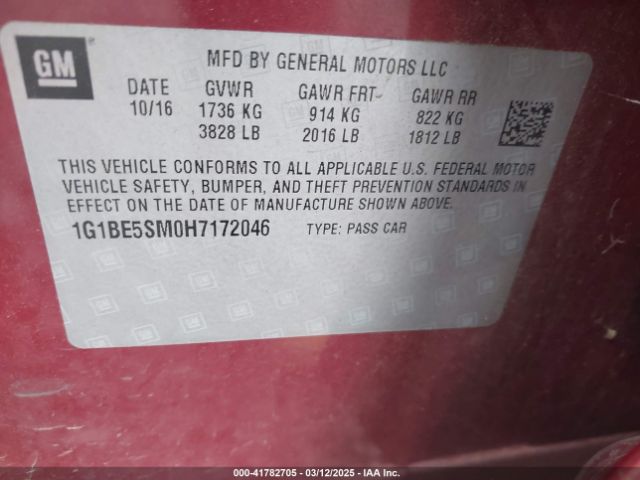 GM
MFD BY GENERAL MOTORS LLC
DATE GVWR GAWR FRT GAWR RR
10/16 1736 KG 914 KG 822 KG
3828 LB 2016 LB 1812 LB
THIS VEHICLE CONFORMS TO ALL APPLICABLE U.S. FEDERAL MOTOR
VEHICLE SAFETY, BUMPER, AND THEFT PREVENTION STANDARDS IN
EFFECT ON THE DATE OF MANUFACTURE SHOWN ABOVE.
1G1BE5SM0H7172046 TYPE: PASS CAR
000-41782705 - 03/12/2025 - IAAI.COM